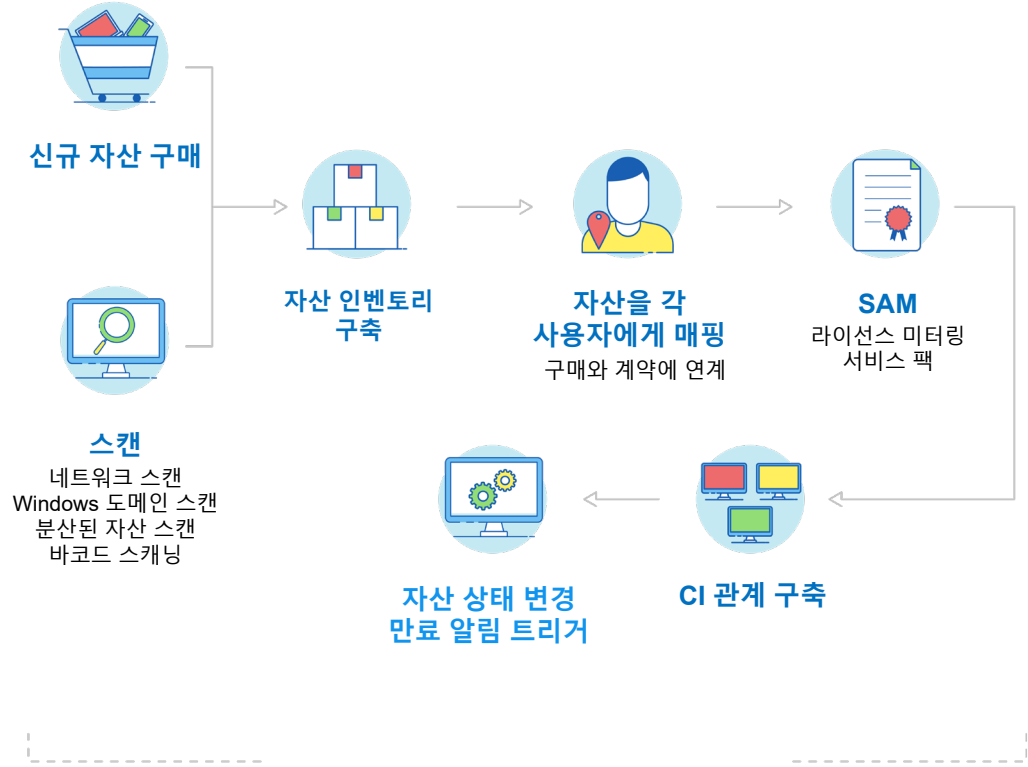 신규 자산 구매
스캔
네트워크 스캔
Windows 도메인 스캔
분산된 자산 스캔
바코드 스캐닝
자산 인벤토리
구축
자산을 각
사용자에게 매핑
구매와 계약에 연계
SAM
라이선스 미터링
서비스 팩
CI 관계 구축
자산 상태 변경
만료 알림 트리거